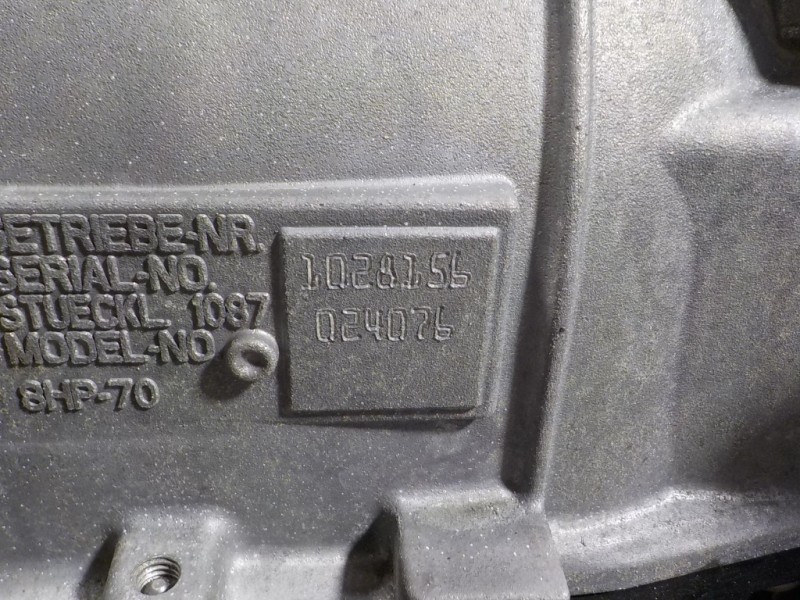 GETRIEBE-NR.
SERIAL-NO.
STUECKL. 1087
MODEL-NO
8HP-70
1028156
024076